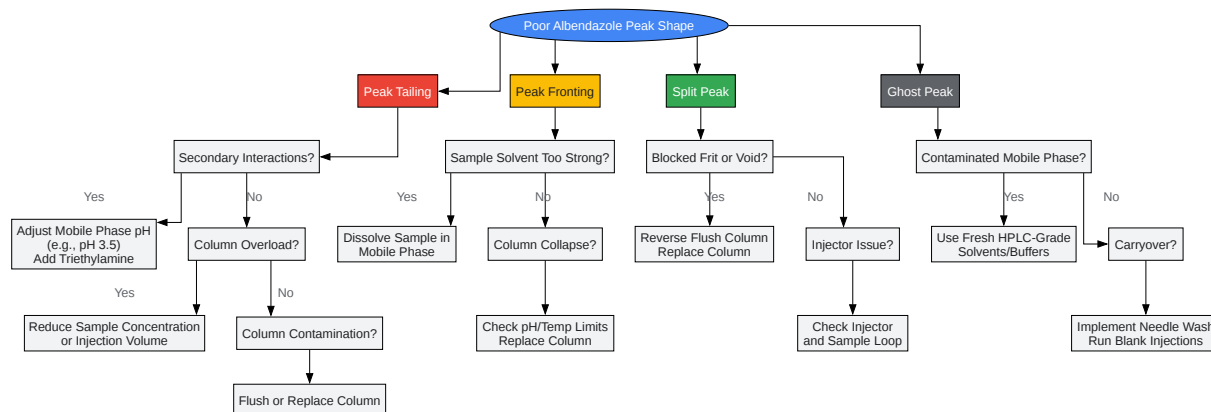 Poor Albendazole Peak Shape
Peak Tailing
Peak Fronting
Split Peak
Ghost Peak
Secondary Interactions?
Sample Solvent Too Strong?
Blocked Frit or Void?
Contaminated Mobile Phase?
Yes
No
Yes
No
Yes
No
Yes
No
Adjust Mobile Phase pH
(e.g., pH 3.5)
Add Triethylamine
Column Overload?
Dissolve Sample in
Mobile Phase
Column Collapse?
Reverse Flush Column
Replace Column
Injector Issue?
Use Fresh HPLC-Grade
Solvents/Buffers
Carryover?
Yes
No
Reduce Sample Concentration
or Injection Volume
Column Contamination?
Check pH/Temp Limits
Replace Column
Check Injector
and Sample Loop
Implement Needle Wash
Run Blank Injections
Flush or Replace Column